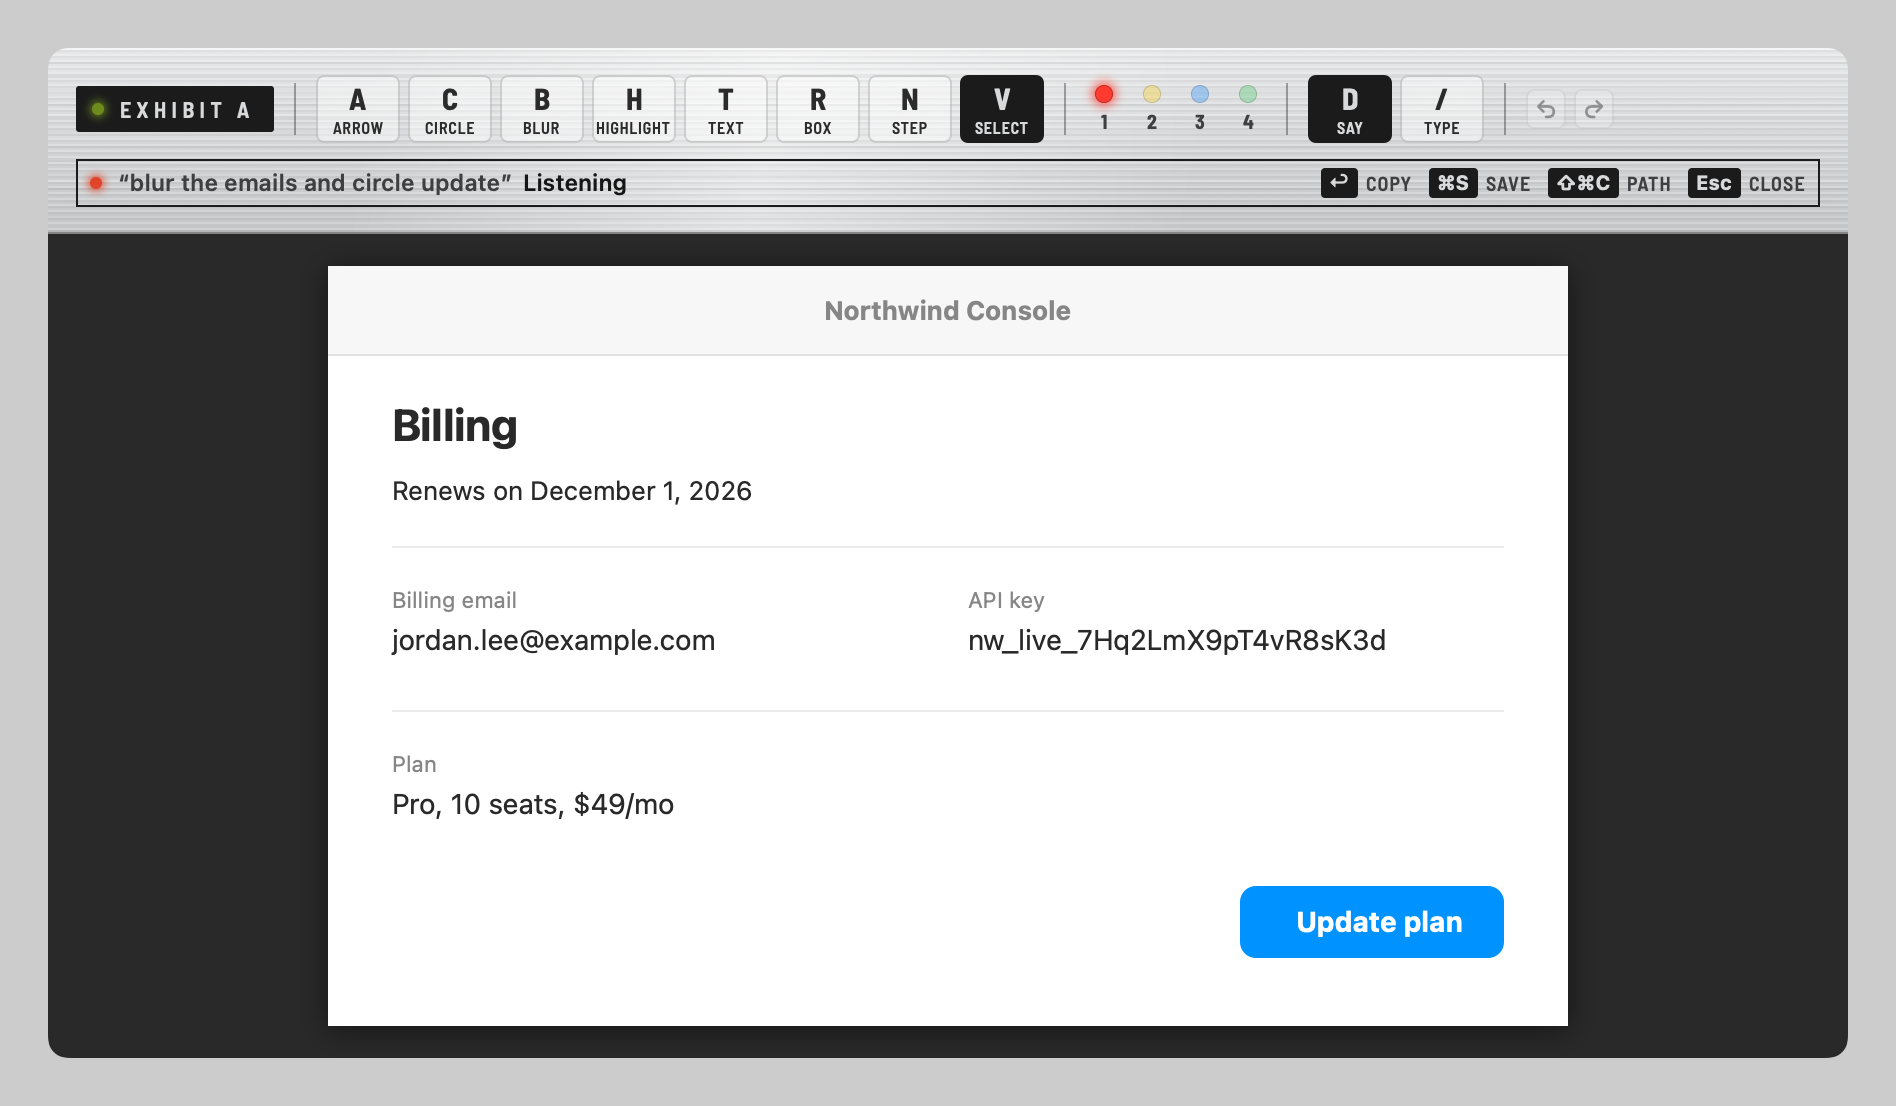 EXHIBIT A
A ARROW
C CIRCLE
B BLUR
H HIGHLIGHT
T TEXT
R BOX
N STEP
V SELECT
1 2 3 4
D SAY
/ TYPE
“blur the emails and circle update” Listening
↩ COPY ⌘S SAVE ⇧⌘C PATH Esc CLOSE
Northwind Console
Billing
Renews on December 1, 2026
Billing email
jordan.lee@example.com
API key
nw_live_7Hq2LmX9pT4vR8sK3d
Plan
Pro, 10 seats, $49/mo
Update plan